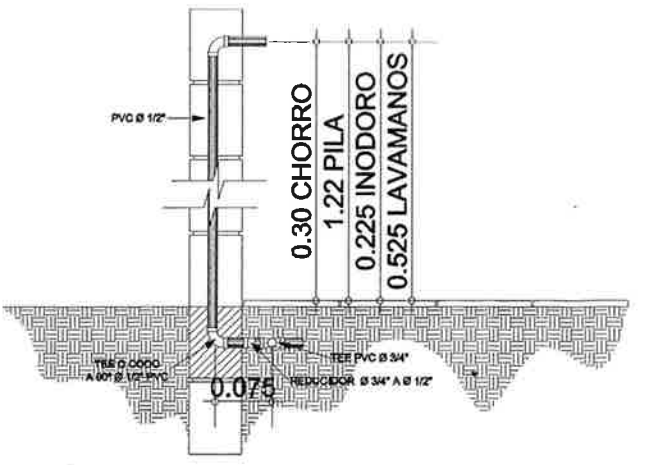 PVC Ø 1/2"
0.30 CHORRO
1.22 PILA
0.225 INODORO
0.525 LAVAMANOS
TEE O CODO
A 90° Ø 1/2" PVC
TEE PVC Ø 3/4"
REDUCIDOR Ø 3/4" A Ø 1/2"
0.075